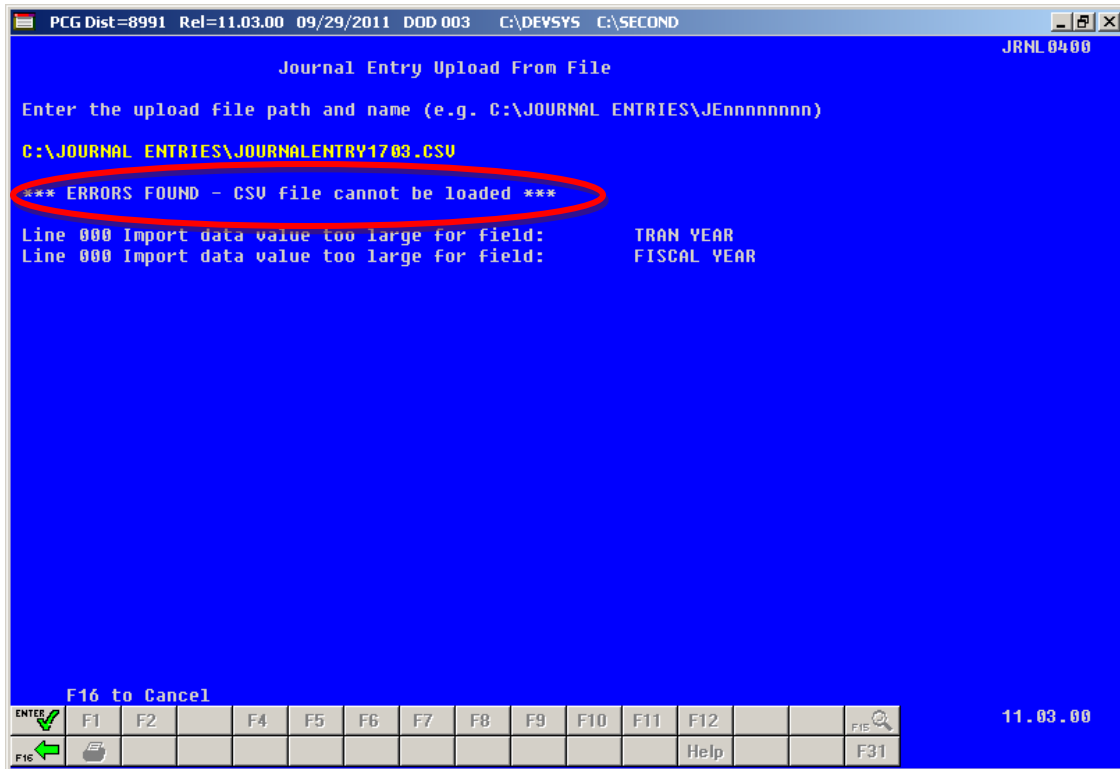 PCG Dist=8991 Rel=11.03.00 09/29/2011 DOD 003 C:\DEVSYS C:\SECOND
JRNL0400
Journal Entry Upload From File
Enter the upload file path and name (e.g. C:\JOURNAL ENTRIES\JEnnnnnnnn)
C:\JOURNAL ENTRIES\JOURNALENTRY1703.CSV
*** ERRORS FOUND - CSV file cannot be loaded ***
Line 000 Import data value too large for field: TRAN YEAR
Line 000 Import data value too large for field: FISCAL YEAR
F16 to Cancel
ENTER F1 F2 F4 F5 F6 F7 F8 F9 F10 F11 F12 F15 11.03.00
F16 Help F31